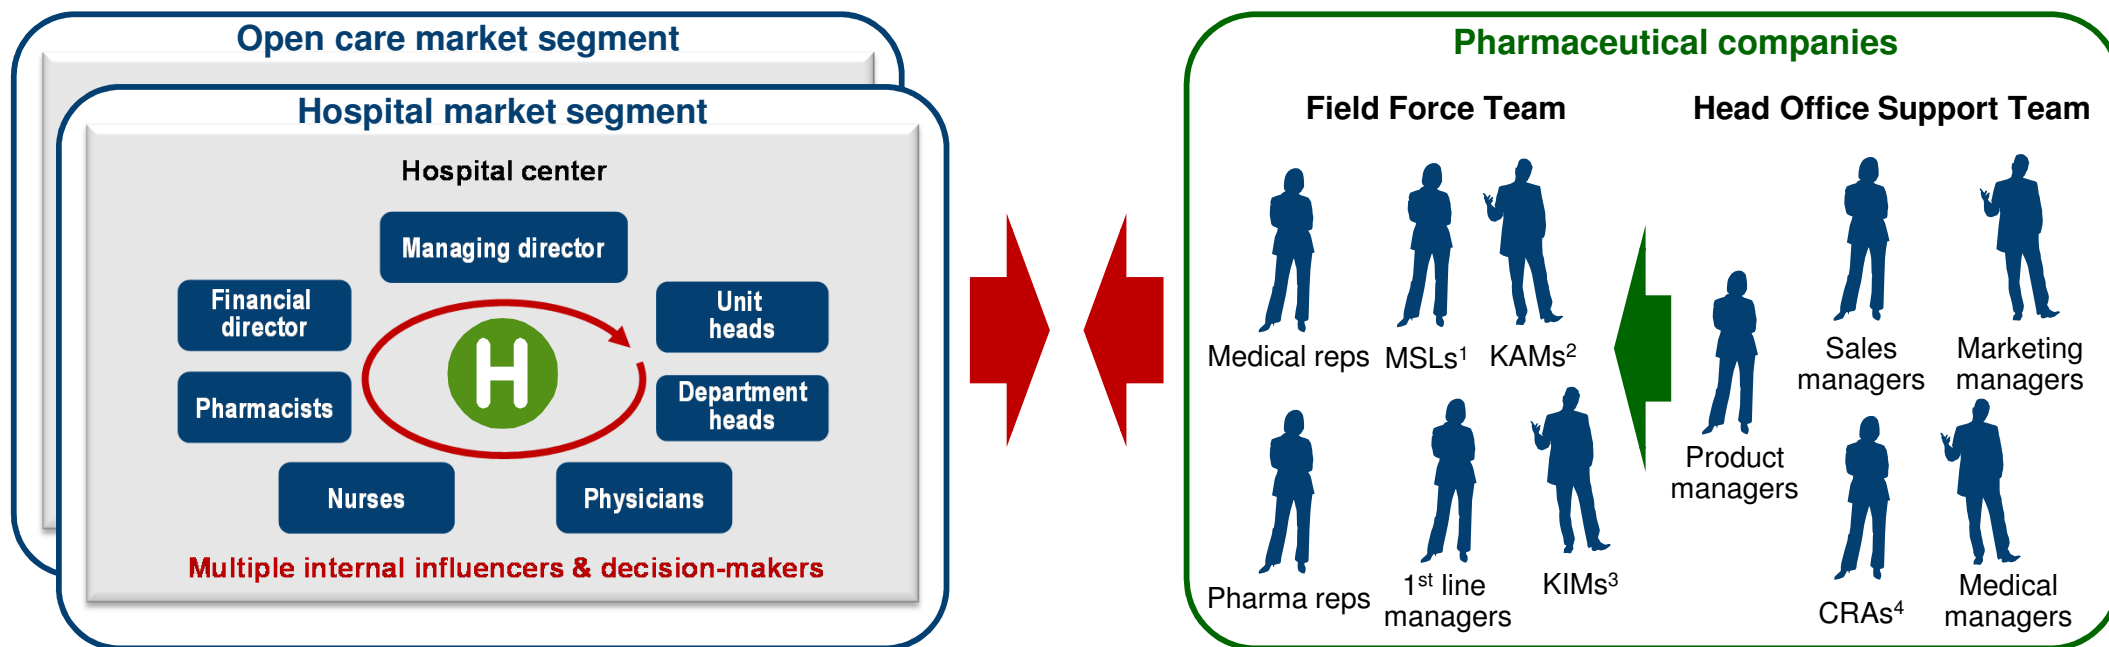 Open care market segment
Hospital market segment
Hospital center
Managing director
Financial
director
Unit
heads
Pharmacists
Department
heads
Nurses
Physicians
Multiple internal influencers & decision-makers
Pharmaceutical companies
Field Force Team
Head Office Support Team
Medical reps
MSLs¹
KAMs²
Pharma reps
1st line
managers
KIMs³
Product
managers
Sales
managers
Marketing
managers
CRAs⁴
Medical
managers
H